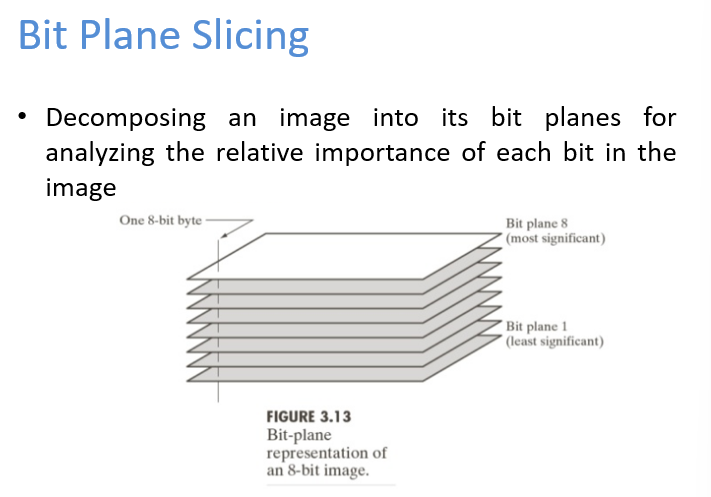 Bit Plane Slicing
• Decomposing an image into its bit planes for
analyzing the relative importance of each bit in the
image
One 8-bit byte
Bit plane 8
(most significant)
Bit plane 1
(least significant)
FIGURE 3.13
Bit-plane
representation of
an 8-bit image.